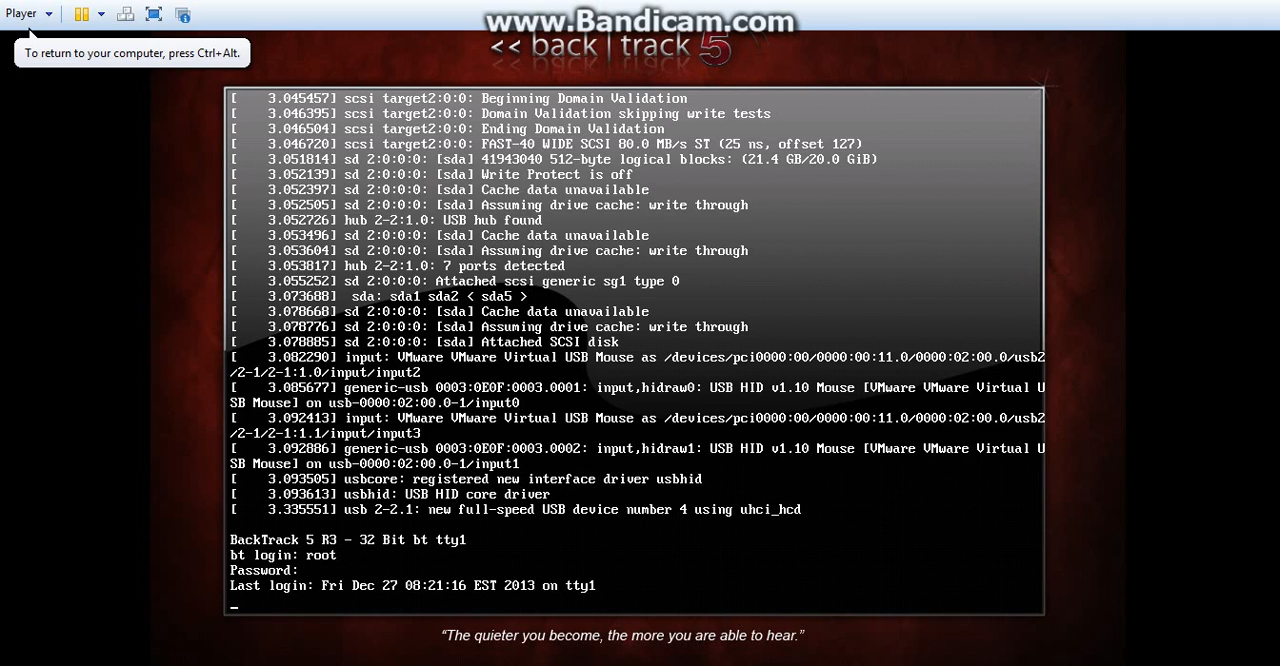 Player
www.Bandicam.com
To return to your computer, press Ctrl+Alt.
<< back | track 5
[    3.045457] scsi target2:0:0: Beginning Domain Validation
[    3.046395] scsi target2:0:0: Domain Validation skipping write tests
[    3.046504] scsi target2:0:0: Ending Domain Validation
[    3.046720] scsi target2:0:0: FAST-40 WIDE SCSI 80.0 MB/s ST (25 ns, offset 127)
[    3.051814] sd 2:0:0:0: [sda] 41943040 512-byte logical blocks: (21.4 GB/20.0 GiB)
[    3.052139] sd 2:0:0:0: [sda] Write Protect is off
[    3.052397] sd 2:0:0:0: [sda] Cache data unavailable
[    3.052505] sd 2:0:0:0: [sda] Assuming drive cache: write through
[    3.052726] hub 2-2:1.0: USB hub found
[    3.053496] sd 2:0:0:0: [sda] Cache data unavailable
[    3.053604] sd 2:0:0:0: [sda] Assuming drive cache: write through
[    3.053817] hub 2-2:1.0: 7 ports detected
[    3.055252] sd 2:0:0:0: Attached scsi generic sg1 type 0
[    3.073688]  sda: sda1 sda2 < sda5 >
[    3.078668] sd 2:0:0:0: [sda] Cache data unavailable
[    3.078776] sd 2:0:0:0: [sda] Assuming drive cache: write through
[    3.078885] sd 2:0:0:0: [sda] Attached SCSI disk
[    3.082290] input: VMware VMware Virtual USB Mouse as /devices/pci0000:00/0000:00:11.0/0000:02:00.0/usb2
/2-1/2-1:1.0/input/input2
[    3.085677] generic-usb 0003:0E0F:0003.0001: input,hidraw0: USB HID v1.10 Mouse [VMware VMware Virtual U
SB Mouse] on usb-0000:02:00.0-1/input0
[    3.092413] input: VMware VMware Virtual USB Mouse as /devices/pci0000:00/0000:00:11.0/0000:02:00.0/usb2
/2-1/2-1:1.1/input/input3
[    3.092886] generic-usb 0003:0E0F:0003.0002: input,hidraw1: USB HID v1.10 Mouse [VMware VMware Virtual U
SB Mouse] on usb-0000:02:00.0-1/input1
[    3.093505] usbcore: registered new interface driver usbhid
[    3.093613] usbhid: USB HID core driver
[    3.335551] usb 2-2.1: new full-speed USB device number 4 using uhci_hcd
BackTrack 5 R3 - 32 Bit bt tty1
bt login: root
Password:
Last login: Fri Dec 27 08:21:16 EST 2013 on tty1
_
“The quieter you become, the more you are able to hear.”